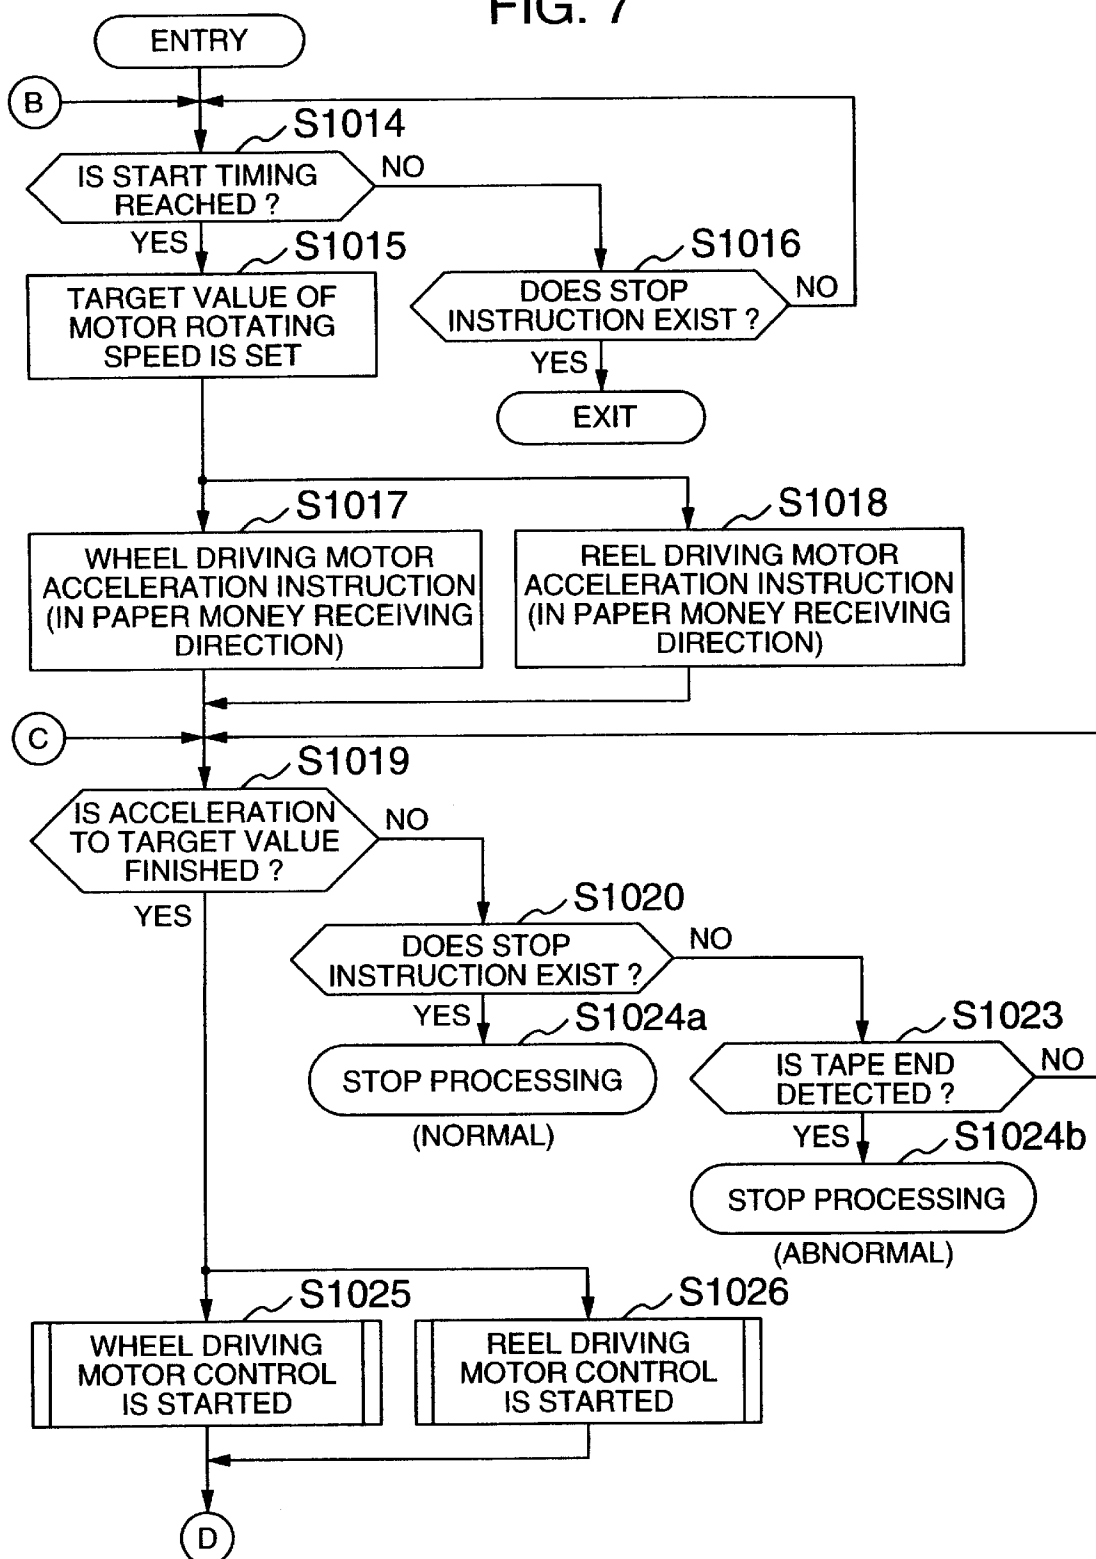 FIG. 7
ENTRY
B
S1014
IS START TIMING
REACHED ?
NO
YES
S1015
TARGET VALUE OF
MOTOR ROTATING
SPEED IS SET
S1016
DOES STOP
INSTRUCTION EXIST ?
NO
YES
EXIT
S1017
WHEEL DRIVING MOTOR
ACCELERATION INSTRUCTION
(IN PAPER MONEY RECEIVING
DIRECTION)
S1018
REEL DRIVING MOTOR
ACCELERATION INSTRUCTION
(IN PAPER MONEY RECEIVING
DIRECTION)
C
S1019
IS ACCELERATION
TO TARGET VALUE
FINISHED ?
NO
YES
S1020
DOES STOP
INSTRUCTION EXIST ?
NO
YES
S1024a
STOP PROCESSING
(NORMAL)
S1023
IS TAPE END
DETECTED ?
NO
YES
S1024b
STOP PROCESSING
(ABNORMAL)
S1025
WHEEL DRIVING
MOTOR CONTROL
IS STARTED
S1026
REEL DRIVING
MOTOR CONTROL
IS STARTED
D